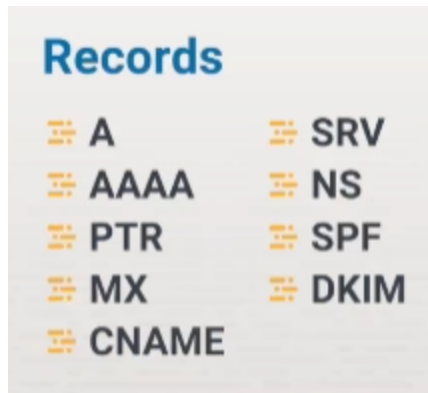 Records
A
AAAA
PTR
MX
CNAME
SRV
NS
SPF
DKIM